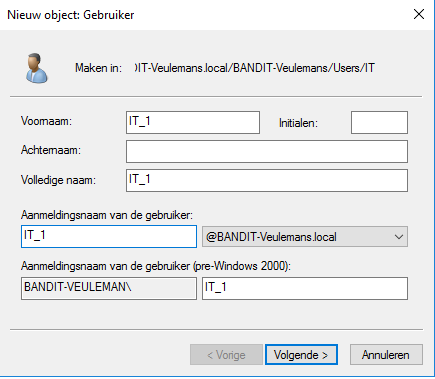 Nieuw object: Gebruiker
Maken in: DIT-Veulemans.local/BANDIT-Veulemans/Users/IT
Voornaam: IT_1 Initialen:
Achternaam:
Volledige naam: IT_1
Aanmeldingsnaam van de gebruiker:
IT_1 @BANDIT-Veulemans.local
Aanmeldingsnaam van de gebruiker (pre-Windows 2000):
BANDIT-VEULEMAN\ IT_1
< Vorige Volgende > Annuleren